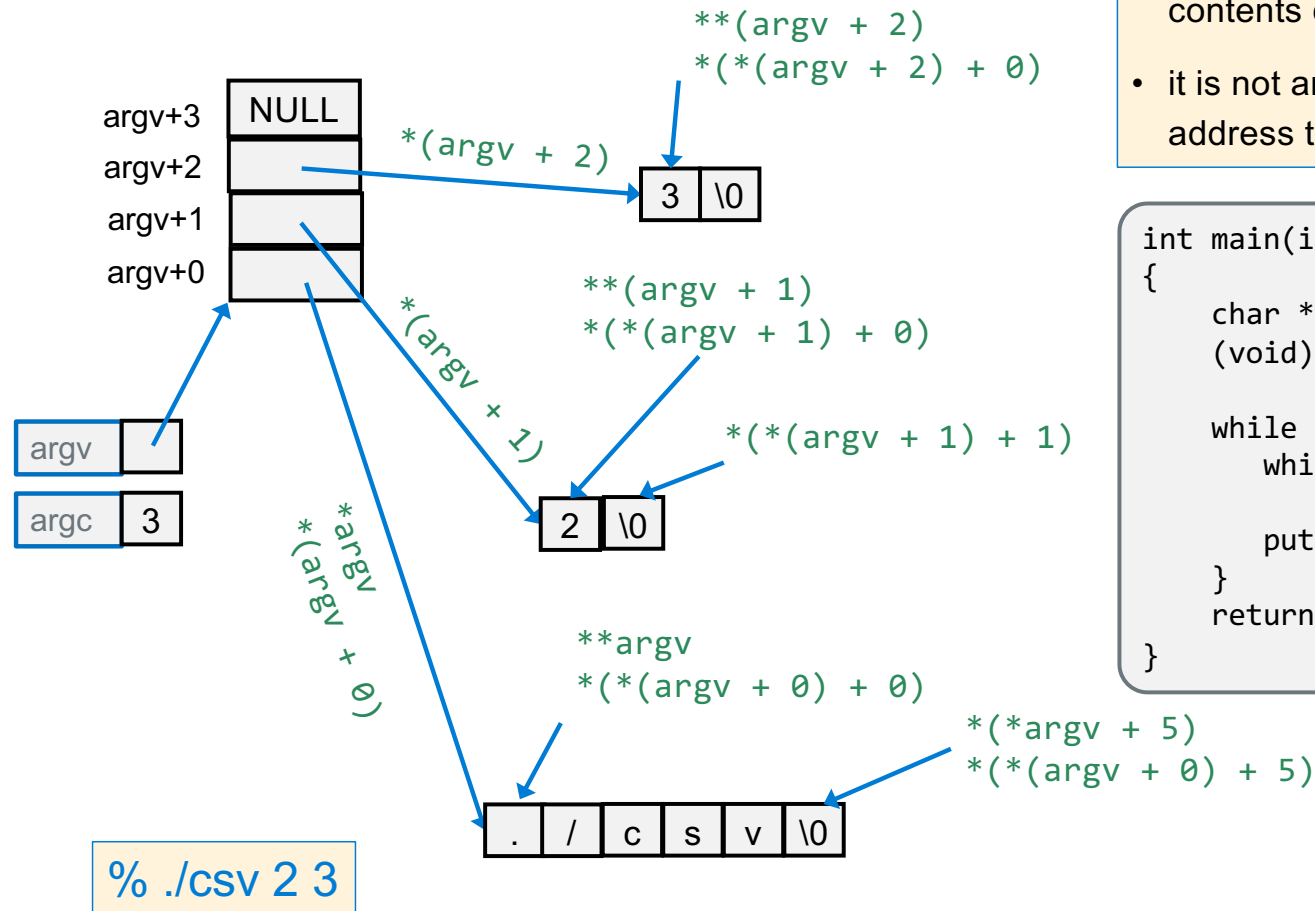 **(argv + 2)
*(*(argv + 2) + 0)
contents
• it is not
address
argv+3 NULL
argv+2
argv+1
argv+0
*(argv + 2)
3 \0
int main(i
{
char *
(void)
while
whi
put
}
return
}
**(argv + 1)
*(*(argv + 1) + 0)
*(argv + 1)
*(*(argv + 1) + 1)
argv
argc 3
2 \0
*argv
*(argv + 0)
**argv
*(*(argv + 0) + 0)
*(*argv + 5)
*(*(argv + 0) + 5)
. / c s v \0
% ./csv 2 3